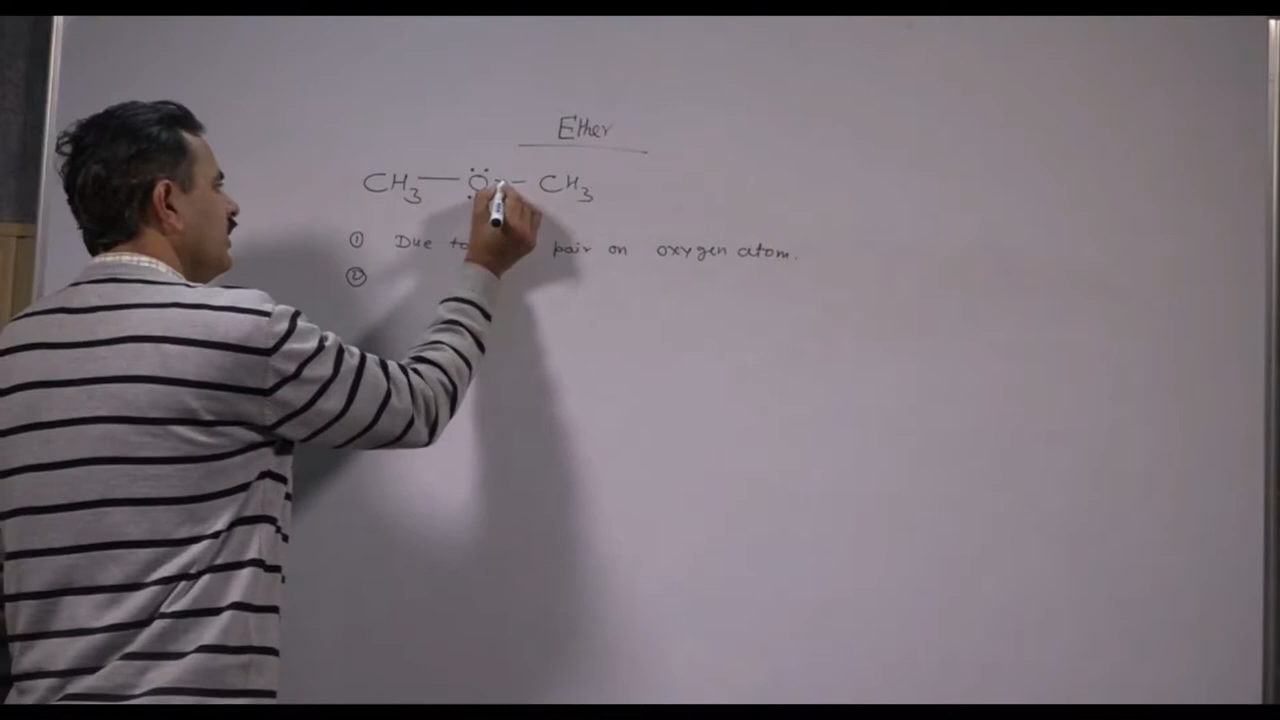 Ether
CH3 — O — CH3
① Due to pair on oxygen atom.
②